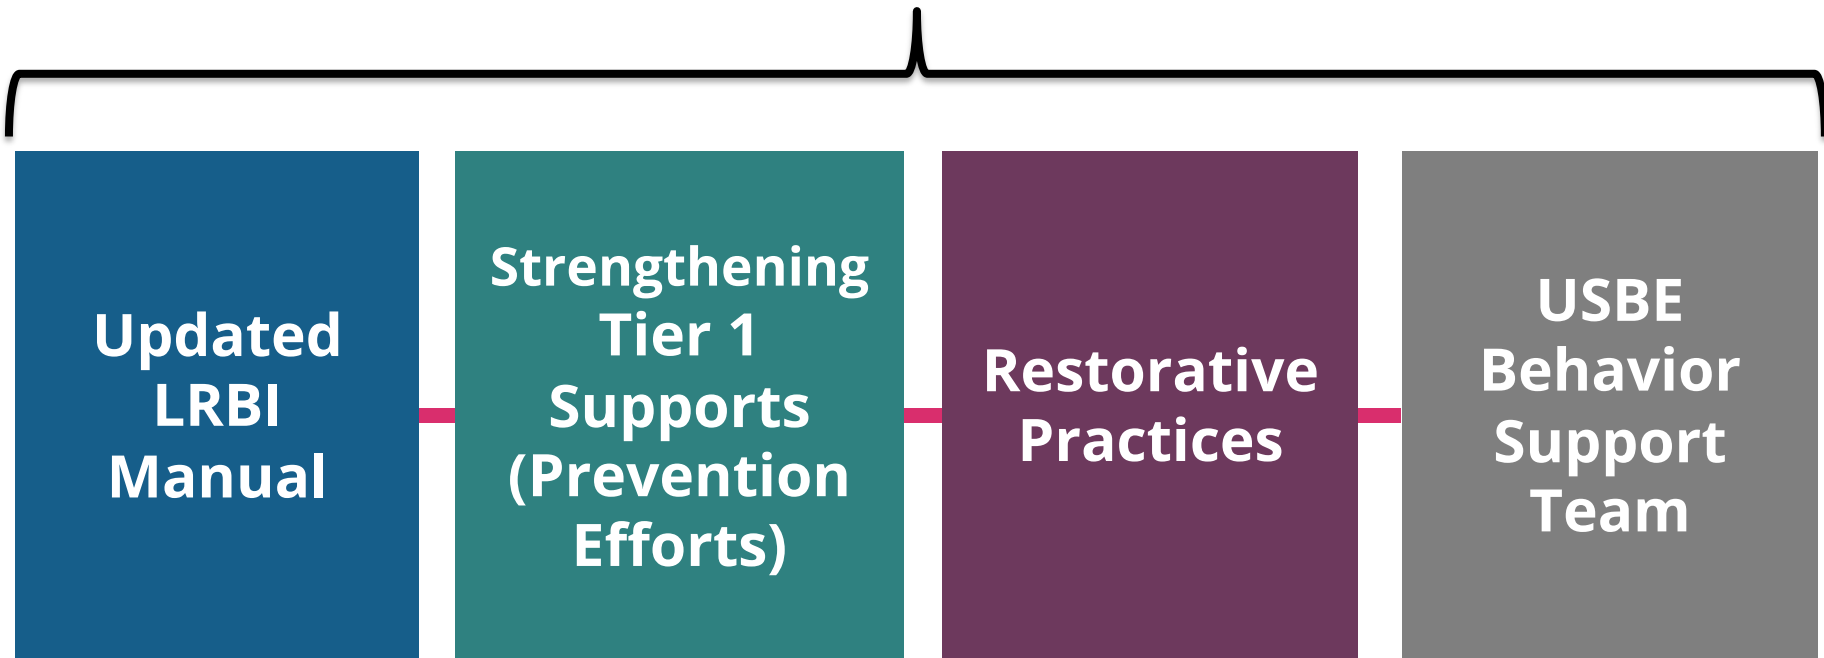 Updated
LRBI
Manual
Strengthening
Tier 1
Supports
(Prevention
Efforts)
Restorative
Practices
USBE
Behavior
Support
Team